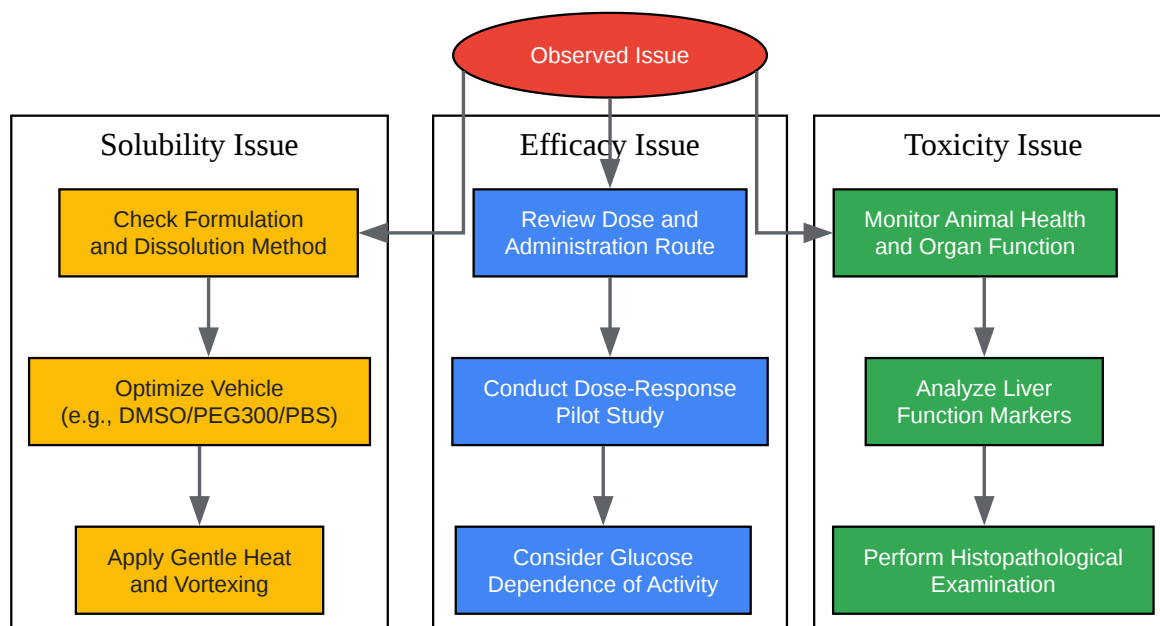 Observed Issue
Solubility Issue
Check Formulation
and Dissolution Method
Optimize Vehicle
(e.g., DMSO/PEG300/PBS)
Apply Gentle Heat
and Vortexing
Efficacy Issue
Review Dose and
Administration Route
Conduct Dose-Response
Pilot Study
Consider Glucose
Dependence of Activity
Toxicity Issue
Monitor Animal Health
and Organ Function
Analyze Liver
Function Markers
Perform Histopathological
Examination